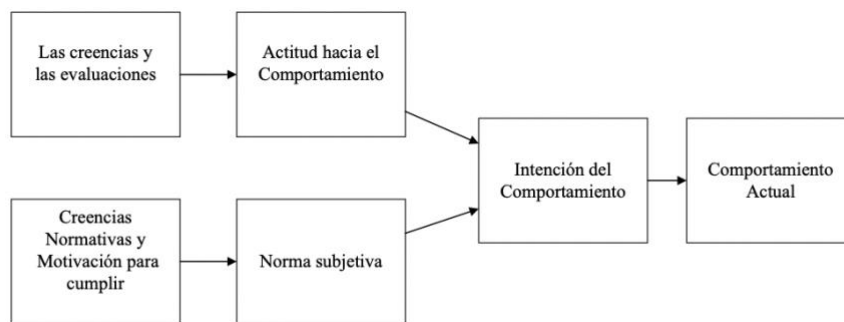 Las creencias y
las evaluaciones
Actitud hacia el
Comportamiento
Creencias
Normativas y
Motivación para
cumplir
Norma subjetiva
Intención del
Comportamiento
Comportamiento
Actual